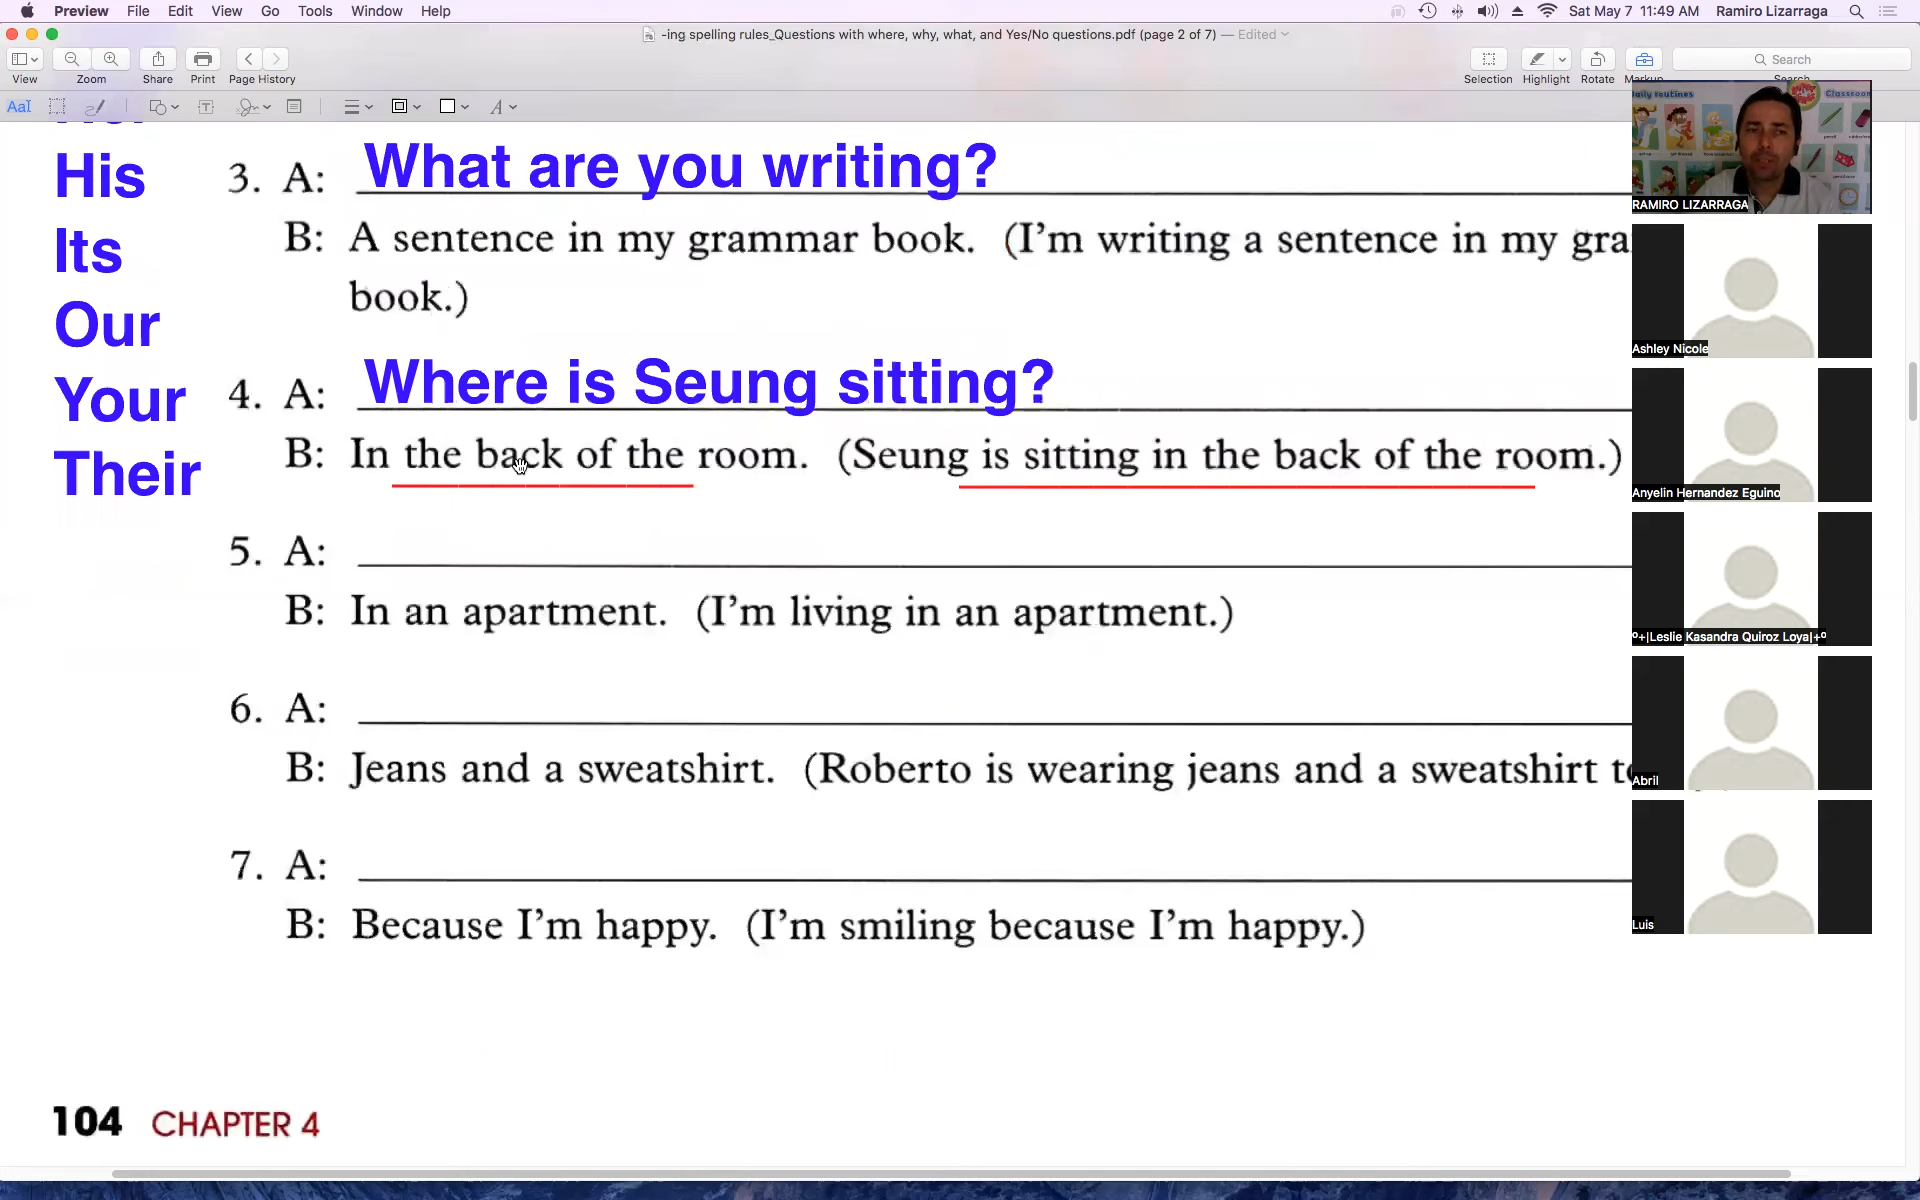 Preview File Edit View Go Tools Window Help Sat May 7 11:49 AM Ramiro Lizarraga
-ing spelling rules_Questions with where, why, what, and Yes/No questions.pdf (page 2 of 7) — Edited
View Zoom Share Print Page History Selection Highlight Rotate Markup Search
Search
AaI
A
Daily routines
RAMIRO LIZARRAGA
His
Its
Our
Your
Their
3. A: What are you writing?
B: A sentence in my grammar book. (I'm writing a sentence in my gra
book.)
4. A: Where is Seung sitting?
B: In the back of the room. (Seung is sitting in the back of the room.)
5. A:
B: In an apartment. (I'm living in an apartment.)
6. A:
B: Jeans and a sweatshirt. (Roberto is wearing jeans and a sweatshirt
7. A:
B: Because I'm happy. (I'm smiling because I'm happy.)
104 CHAPTER 4
Ashley Nicole
Anyelin Hernandez Eguino
º+|Leslie Kasandra Quiroz Loya|+º
Abril
Luis